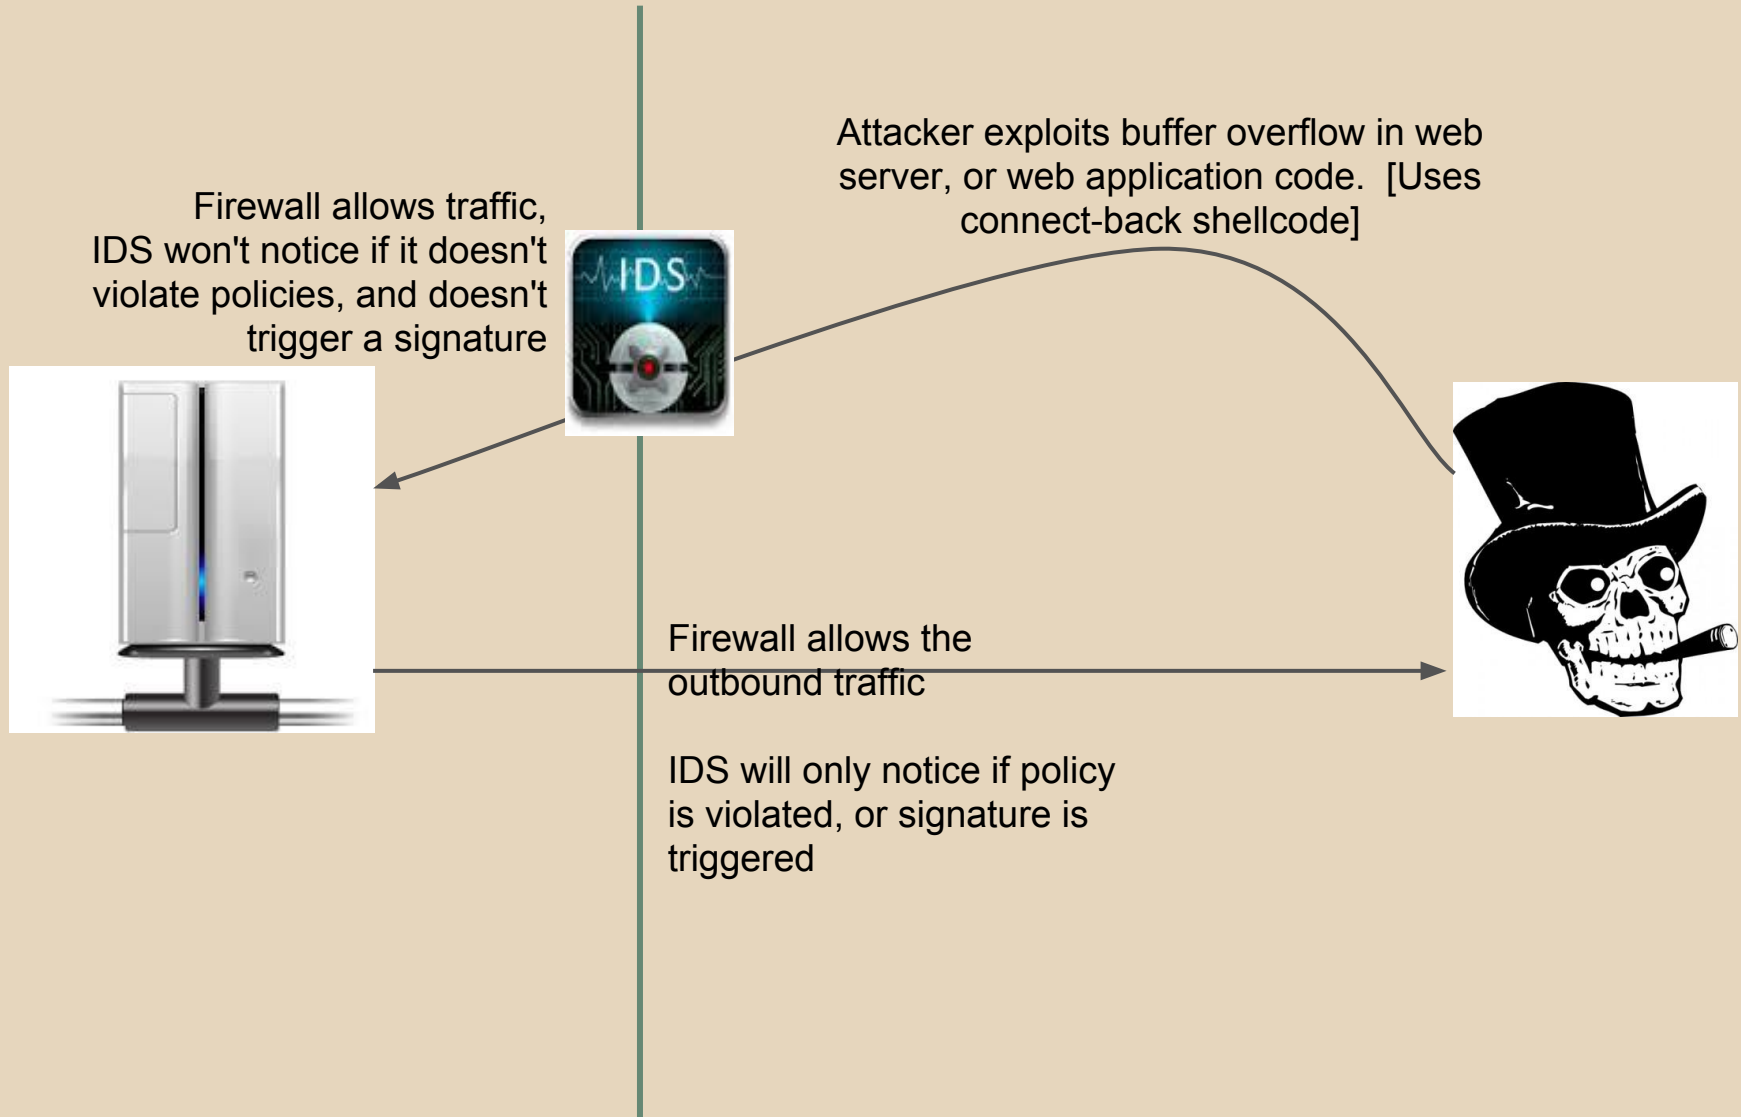 Attacker exploits buffer overflow in web
server, or web application code.  [Uses
connect-back shellcode]
Firewall allows traffic,
IDS won't notice if it doesn't
violate policies, and doesn't
trigger a signature
IDS
Firewall allows the
outbound traffic
IDS will only notice if policy
is violated, or signature is
triggered